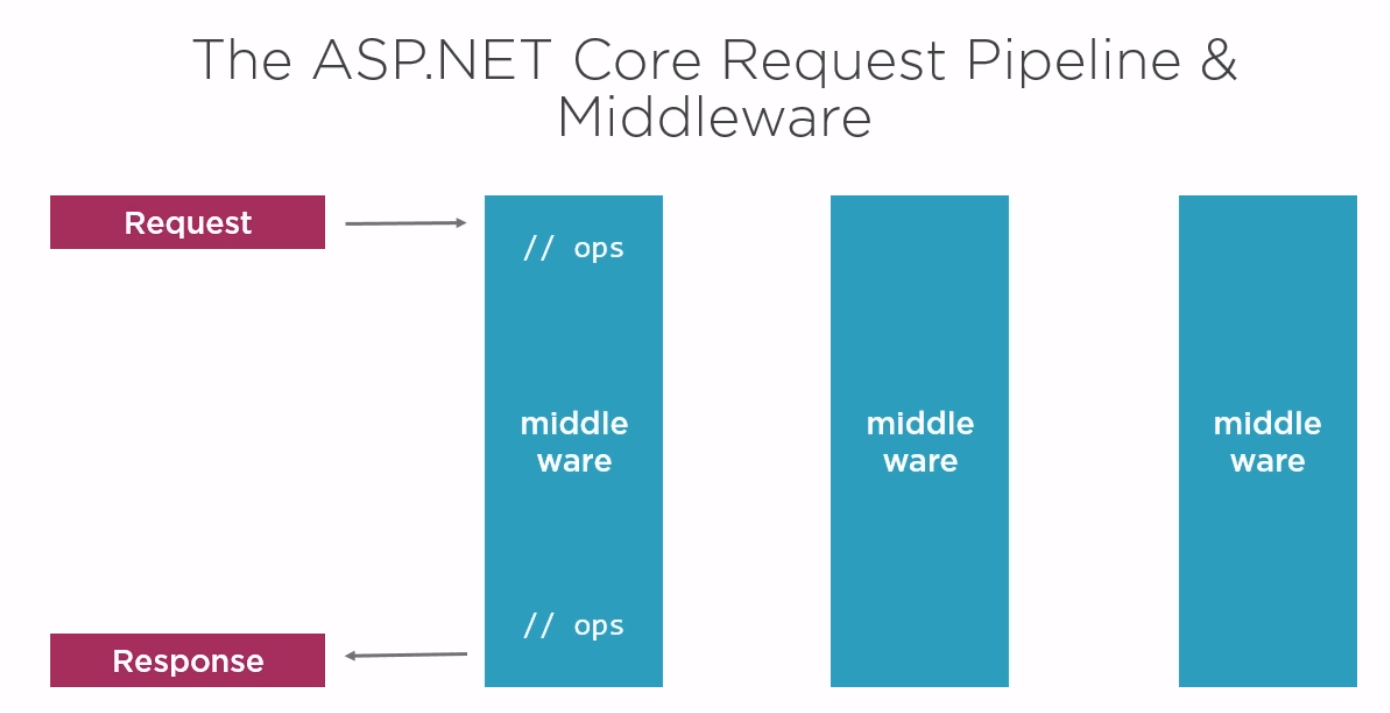 The ASP.NET Core Request Pipeline &
Middleware
Request
// ops
middle
ware
// ops
middle
ware
middle
ware
Response